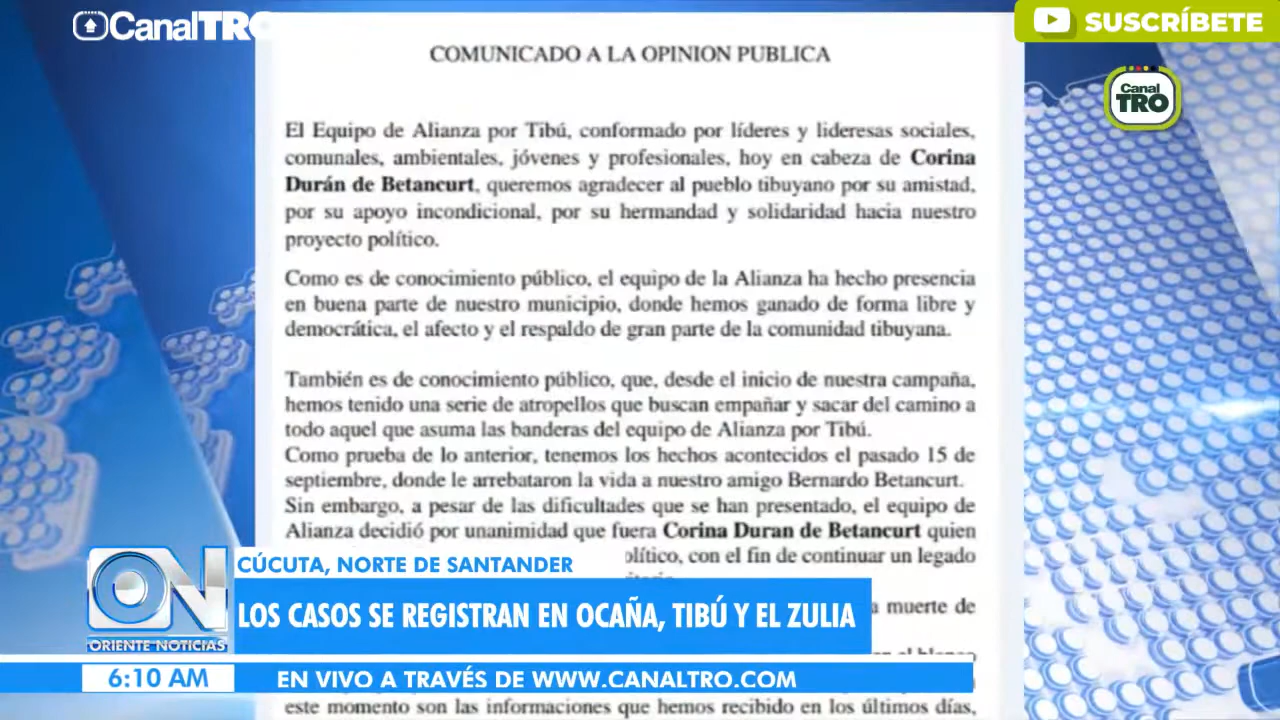 CanalTRO
SUSCRÍBETE
Canal
TRO
COMUNICADO A LA OPINION PUBLICA
El Equipo de Alianza por Tibú, conformado por líderes y lideresas sociales,
comunales, ambientales, jóvenes y profesionales, hoy en cabeza de Corina
Durán de Betancurt, queremos agradecer al pueblo tibuyano por su amistad,
por su apoyo incondicional, por su hermandad y solidaridad hacia nuestro
proyecto político.
Como es de conocimiento público, el equipo de la Alianza ha hecho presencia
en buena parte de nuestro municipio, donde hemos ganado de forma libre y
democrática, el afecto y el respaldo de gran parte de la comunidad tibuyana.
También es de conocimiento público, que, desde el inicio de nuestra campaña,
hemos tenido una serie de atropellos que buscan empañar y sacar del camino a
todo aquel que asuma las banderas del equipo de Alianza por Tibú.
Como prueba de lo anterior, tenemos los hechos acontecidos el pasado 15 de
septiembre, donde le arrebataron la vida a nuestro amigo Bernardo Betancurt.
Sin embargo, a pesar de las dificultades que se han presentado, el equipo de
Alianza decidió por unanimidad que fuera Corina Duran de Betancurt quien
olítico, con el fin de continuar un legado
a muerte de
este momento son las informaciones que hemos recibido en los últimos días,
ON
ORIENTE NOTICIAS
CÚCUTA, NORTE DE SANTANDER
LOS CASOS SE REGISTRAN EN OCAÑA, TIBÚ Y EL ZULIA
6:10 AM
EN VIVO A TRAVÉS DE WWW.CANALTRO.COM